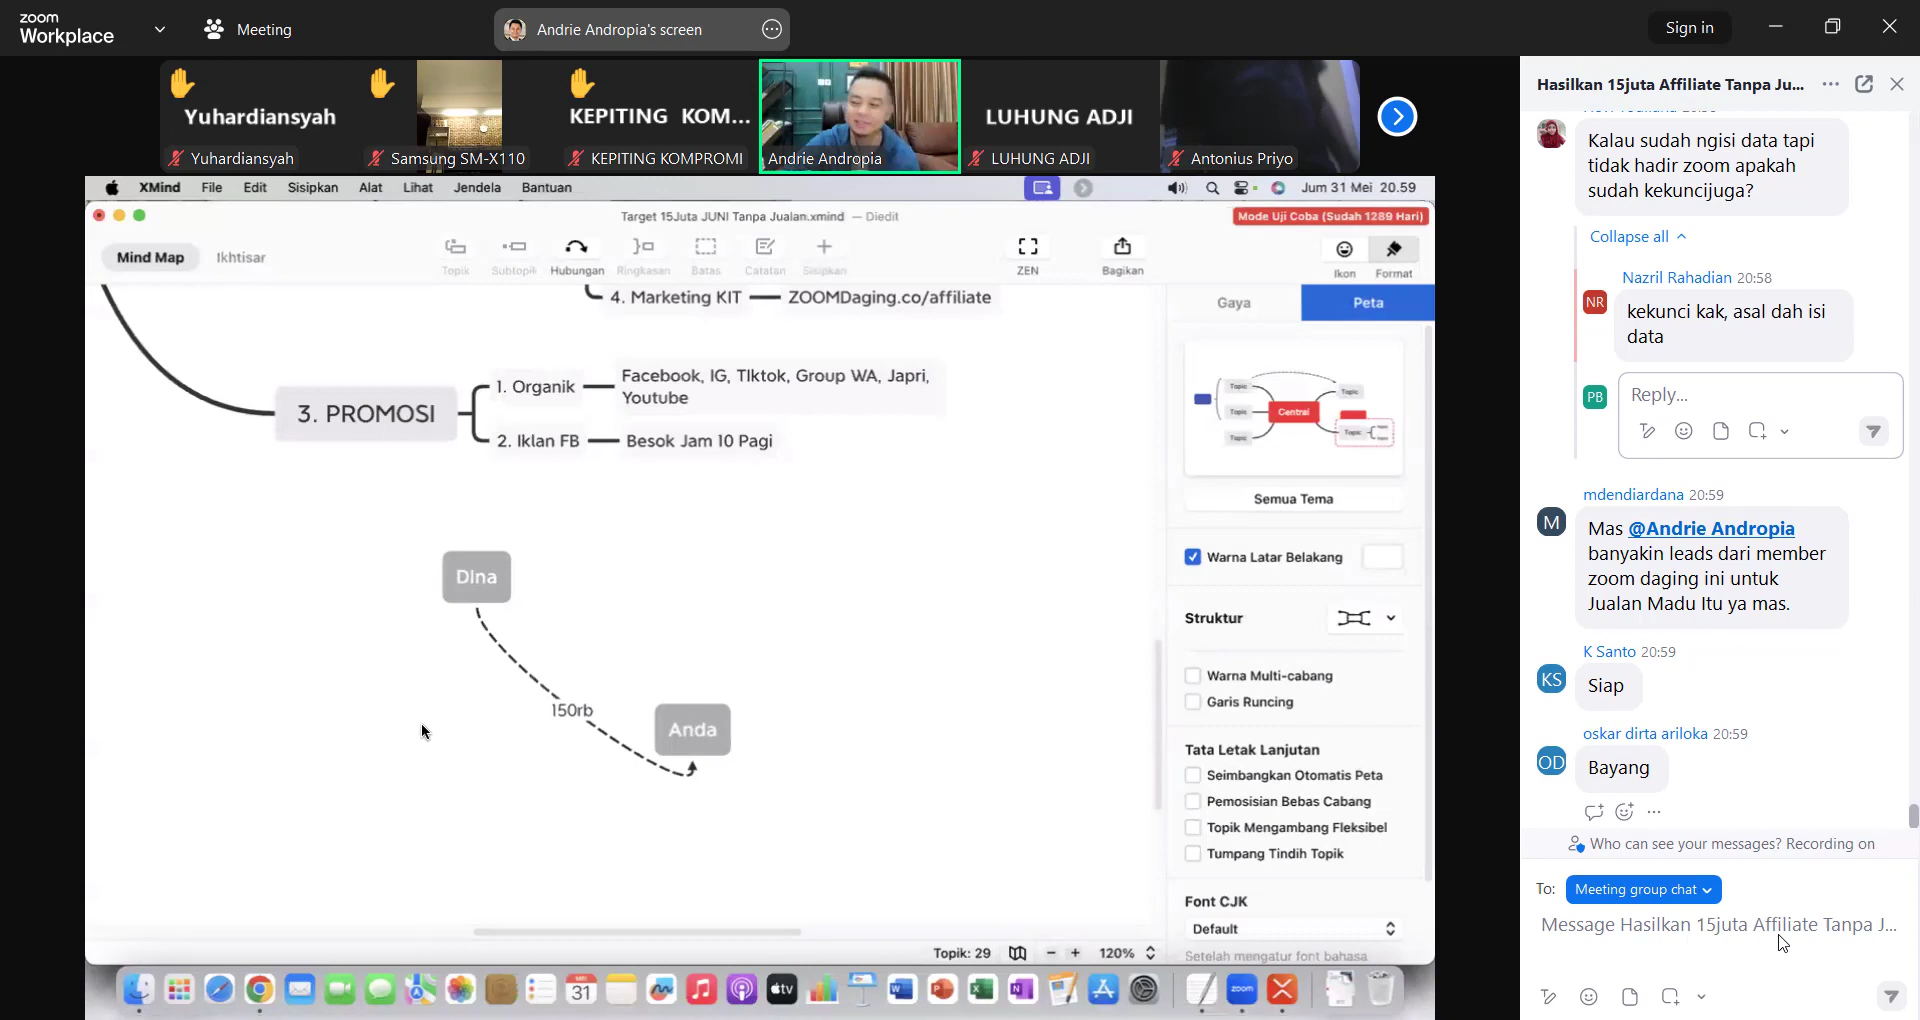 zoom
Workplace
Meeting
Andrie Andropia's screen
Sign in
Yuhardiansyah
KEPITING KOM...
LUHUNG ADJI
Yuhardiansyah
Samsung SM-X110
KEPITING KOMPROMI
Andrie Andropia
LUHUNG ADJI
Antonius Priyo
XMind File Edit Sisipkan Alat Lihat Jendela Bantuan
Jum 31 Mei 20.59
Target 15Juta JUNI Tanpa Jualan.xmind — Diedit
Mode Uji Coba (Sudah 1289 Hari)
Mind Map
Ikhtisar
Topik
Subtopik
Hubungan
Ringkasan
Batas
Catatan
Sisipkan
ZEN
Bagikan
Ikon
Format
4. Marketing KIT
ZOOMDaging.co/affiliate
3. PROMOSI
1. Organik
Facebook, IG, TIktok, Group WA, Japri,
Youtube
2. Iklan FB
Besok Jam 10 Pagi
Dina
150rb
Anda
Gaya
Peta
Topic
Topic
Topic
Central
Topic
Topic
Semua Tema
Warna Latar Belakang
Struktur
Warna Multi-cabang
Garis Runcing
Tata Letak Lanjutan
Seimbangkan Otomatis Peta
Pemosisian Bebas Cabang
Topik Mengambang Fleksibel
Tumpang Tindih Topik
Font CJK
Default
Setelah mengatur font bahasa
Topik: 29
120%
31
tv
zoom
Hasilkan 15juta Affiliate Tanpa Ju...
Kalau sudah ngisi data tapi
tidak hadir zoom apakah
sudah kekuncijuga?
Collapse all
Nazril Rahadian 20:58
NR
kekunci kak, asal dah isi
data
PB
Reply...
mdendiardana 20:59
M
Mas @Andrie Andropia
banyakin leads dari member
zoom daging ini untuk
Jualan Madu Itu ya mas.
K Santo 20:59
KS
Siap
oskar dirta ariloka 20:59
OD
Bayang
Who can see your messages? Recording on
To: Meeting group chat
Message Hasilkan 15juta Affiliate Tanpa J...